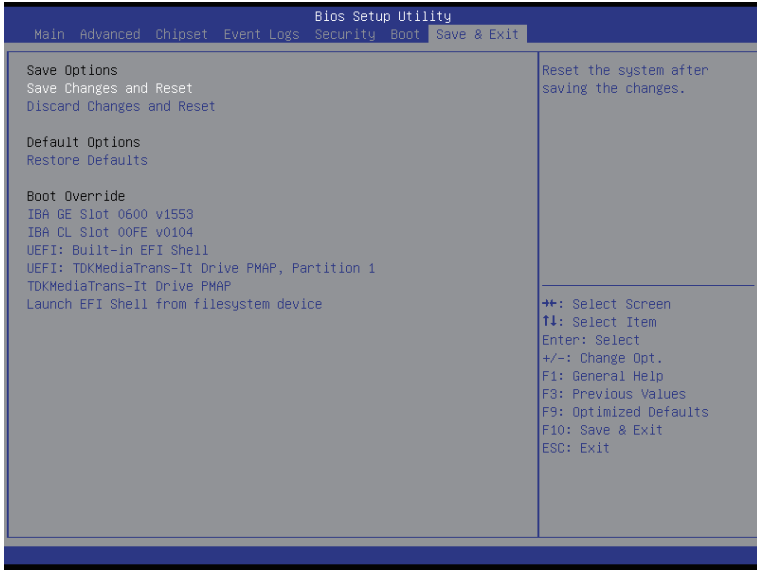 Bios Setup Utility
Main Advanced Chipset Event Logs Security Boot Save & Exit
Save Options
Save Changes and Reset
Discard Changes and Reset
Default Options
Restore Defaults
Boot Override
IBA GE Slot 0600 v1553
IBA CL Slot 00FE v0104
UEFI: Built-in EFI Shell
UEFI: TDKMediaTrans-It Drive PMAP, Partition 1
TDKMediaTrans-It Drive PMAP
Launch EFI Shell from filesystem device
Reset the system after
saving the changes.
→←: Select Screen
↑↓: Select Item
Enter: Select
+/-: Change Opt.
F1: General Help
F3: Previous Values
F9: Optimized Defaults
F10: Save & Exit
ESC: Exit